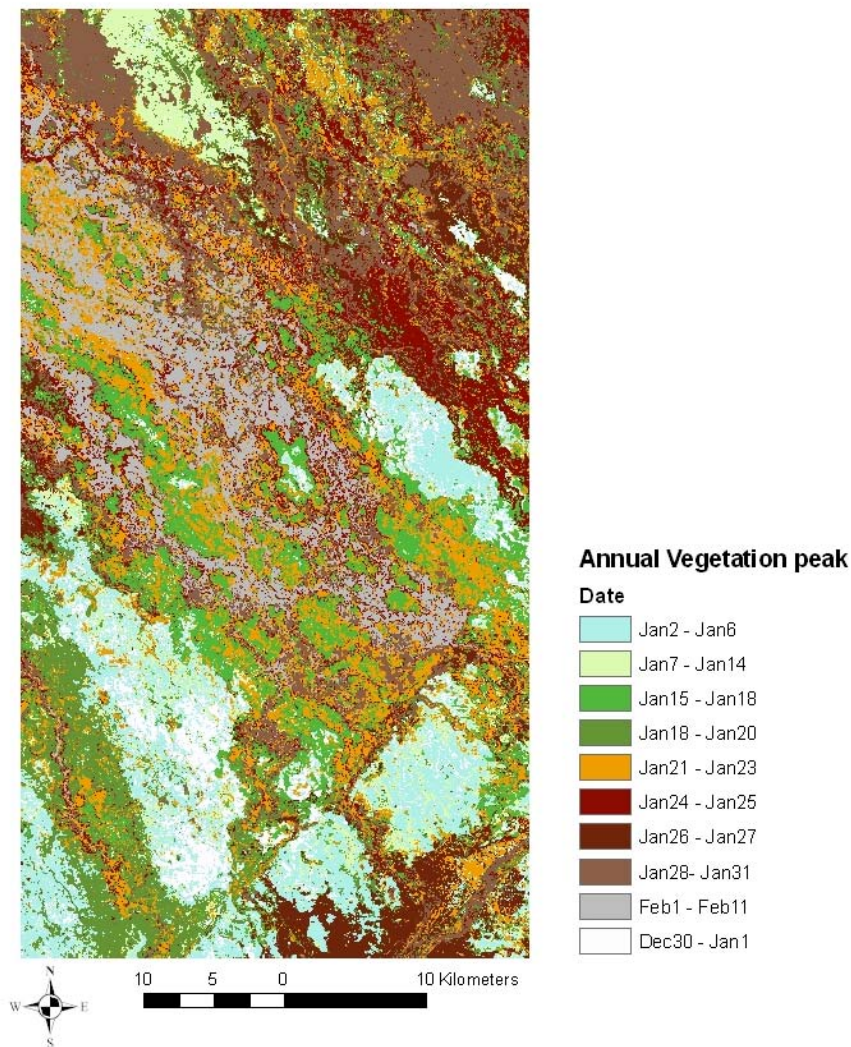 Annual Vegetation peak
Date
Jan2 - Jan6
Jan7 - Jan14
Jan15 - Jan18
Jan18 - Jan20
Jan21 - Jan23
Jan24 - Jan25
Jan26 - Jan27
Jan28- Jan31
Feb1 - Feb11
Dec30 - Jan1
N
W E
S
10 5 0 10 Kilometers